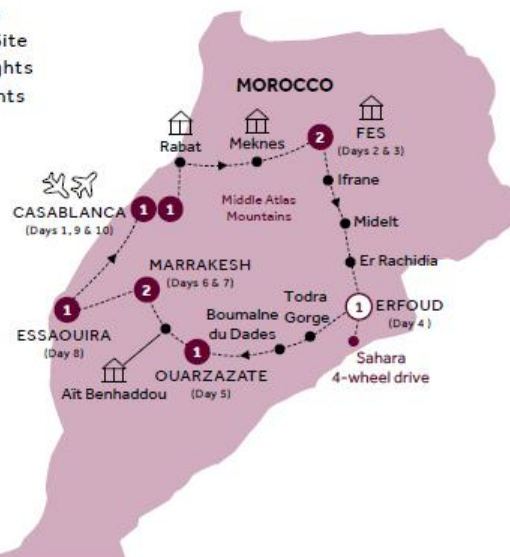 Site
ghts
nts
MOROCCO
FES
(Days 2 & 3)
2
Rabat
Meknes
Ifrane
Middle Atlas
Mountains
CASABLANCA
(Days 1, 9 & 10)
1
1
Midelt
Er Rachidia
MARRAKESH
(Days 6 & 7)
2
Todra
Gorge
Boumalne
du Dades
1
ERFOUD
(Day 4 )
1
ESSAOUIRA
(Day 8)
Sahara
4-wheel drive
1
OUARZAZATE
(Day 5)
Aït Benhaddou